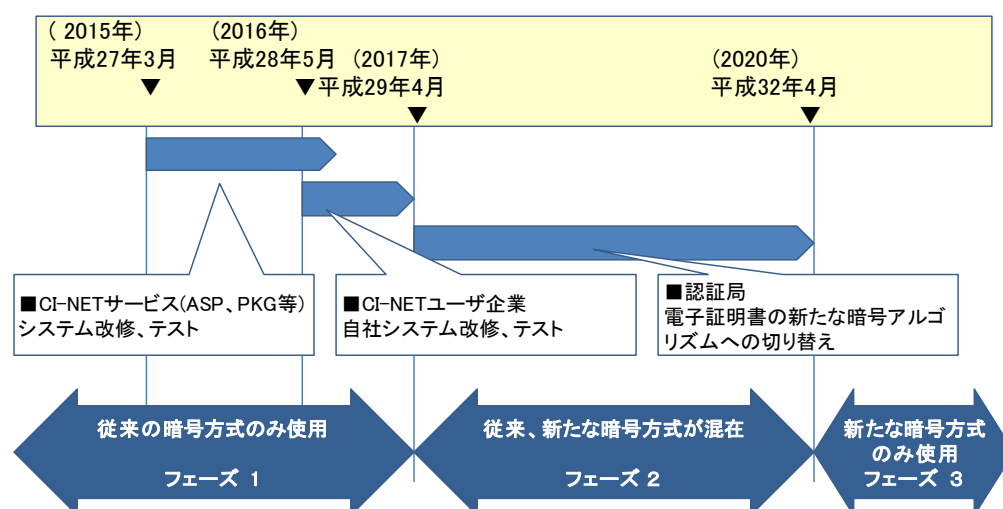 ( 2015年)
平成27年3月
(2016年)
平成28年5月
(2017年)
平成29年4月
(2020年)
平成32年4月
■CI-NETサービス(ASP、PKG等)
システム改修、テスト
■CI-NETユーザ企業
自社システム改修、テスト
■認証局
電子証明書の新たな暗号アルゴ
リズムへの切り替え
従来の暗号方式のみ使用
フェーズ 1
従来、新たな暗号方式が混在
フェーズ 2
新たな暗号方式
のみ使用
フェーズ 3